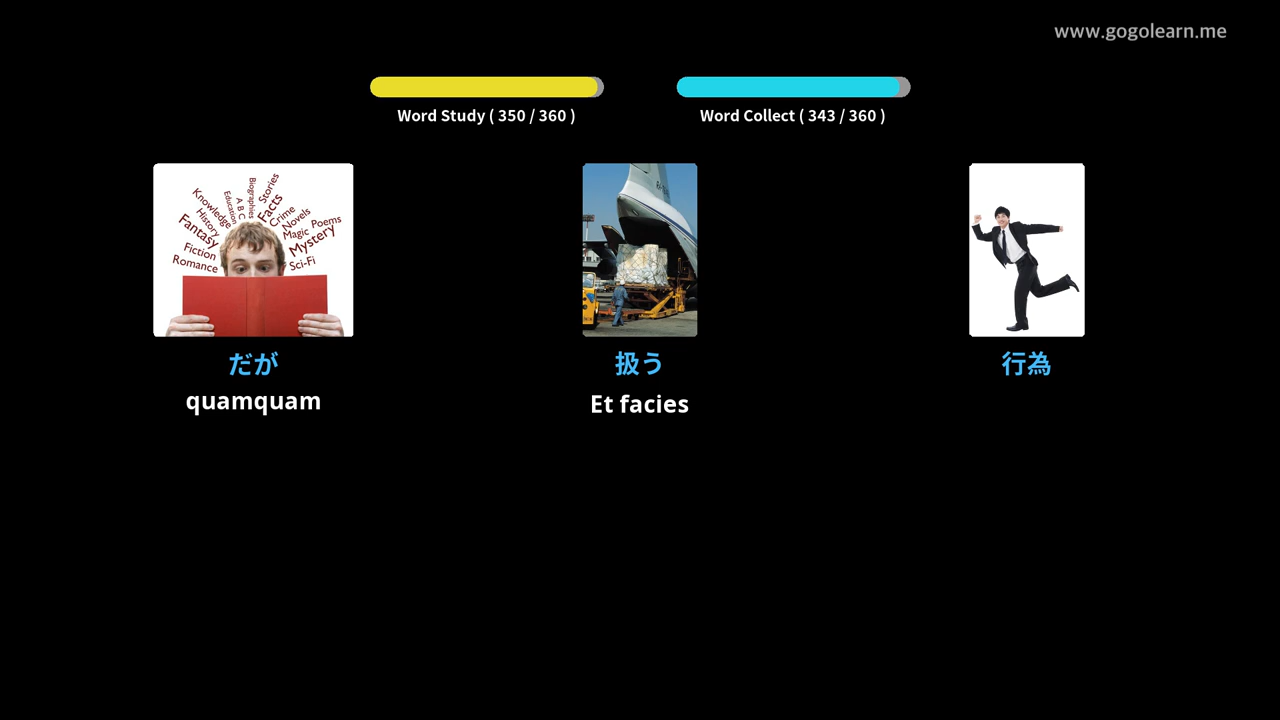 www.gogolearn.me
Word Study ( 350 / 360 )
Word Collect ( 343 / 360 )
Stories
Biographies
Facts
A B C
Education
Crime
Knowledge
Novels
History
Poems
Magic
Fantasy
Mystery
Fiction
Romance
Sci-Fi
だが
扱う
行為
quamquam
Et facies